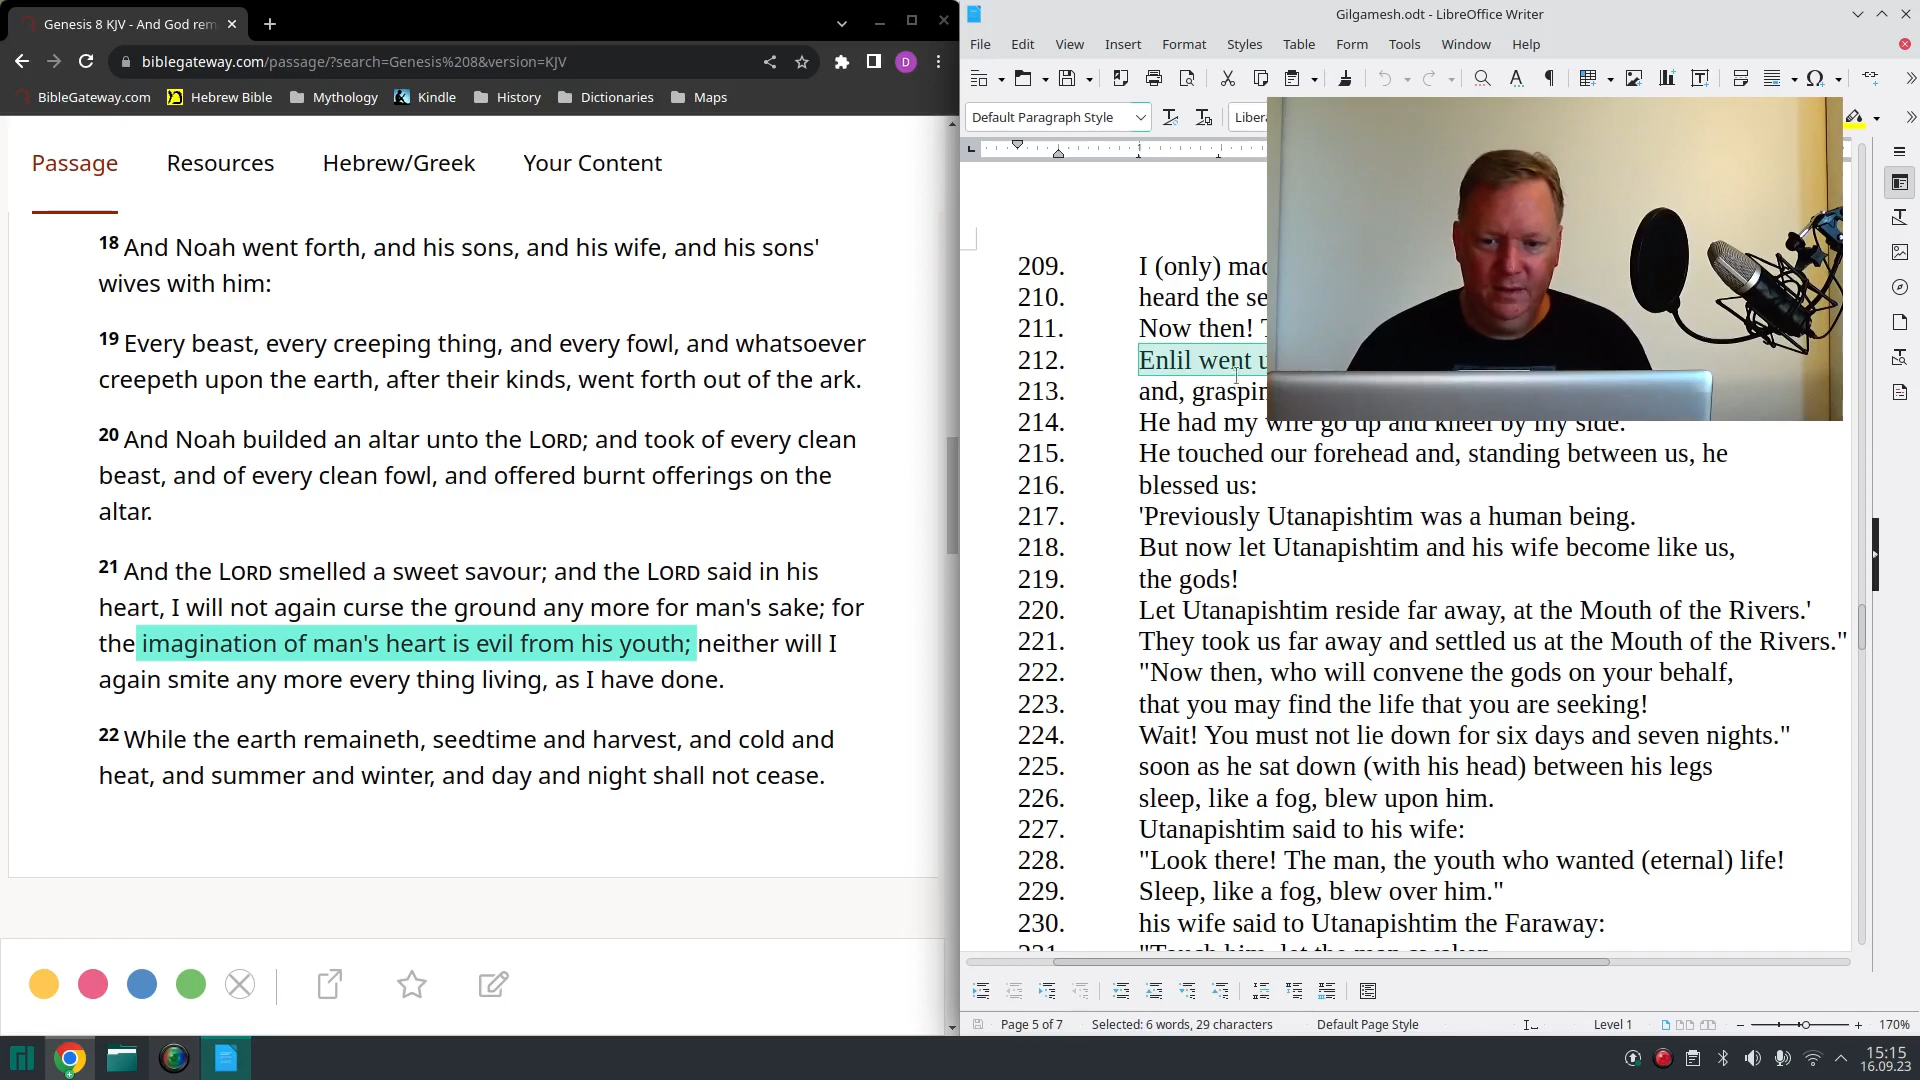 Genesis 8 KJV - And God rem
biblegateway.com/passage/?search=Genesis%208&version=KJV
D
BibleGateway.com
Hebrew Bible
Mythology
Kindle
History
Dictionaries
Maps
Passage
Resources
Hebrew/Greek
Your Content
18 And Noah went forth, and his sons, and his wife, and his sons'
wives with him:
19 Every beast, every creeping thing, and every fowl, and whatsoever
creepeth upon the earth, after their kinds, went forth out of the ark.
20 And Noah builded an altar unto the LORD; and took of every clean
beast, and of every clean fowl, and offered burnt offerings on the
altar.
21 And the LORD smelled a sweet savour; and the LORD said in his
heart, I will not again curse the ground any more for man's sake; for
the imagination of man's heart is evil from his youth; neither will I
again smite any more every thing living, as I have done.
22 While the earth remaineth, seedtime and harvest, and cold and
heat, and summer and winter, and day and night shall not cease.
Gilgamesh.odt - LibreOffice Writer
File Edit View Insert Format Styles Table Form Tools Window Help
Default Paragraph Style
Libera
209. I (only) mad
210. heard the se
211. Now then! T
212. Enlil went u
213. and, graspin
214. He had my wife go up and kneel by my side.
215. He touched our forehead and, standing between us, he
216. blessed us:
217. 'Previously Utanapishtim was a human being.
218. But now let Utanapishtim and his wife become like us,
219. the gods!
220. Let Utanapishtim reside far away, at the Mouth of the Rivers.'
221. They took us far away and settled us at the Mouth of the Rivers."
222. "Now then, who will convene the gods on your behalf,
223. that you may find the life that you are seeking!
224. Wait! You must not lie down for six days and seven nights."
225. soon as he sat down (with his head) between his legs
226. sleep, like a fog, blew upon him.
227. Utanapishtim said to his wife:
228. "Look there! The man, the youth who wanted (eternal) life!
229. Sleep, like a fog, blew over him."
230. his wife said to Utanapishtim the Faraway:
231. "Touch him, let the man awaken.
Page 5 of 7
Selected: 6 words, 29 characters
Default Page Style
Level 1
170%
15:15
16.09.23